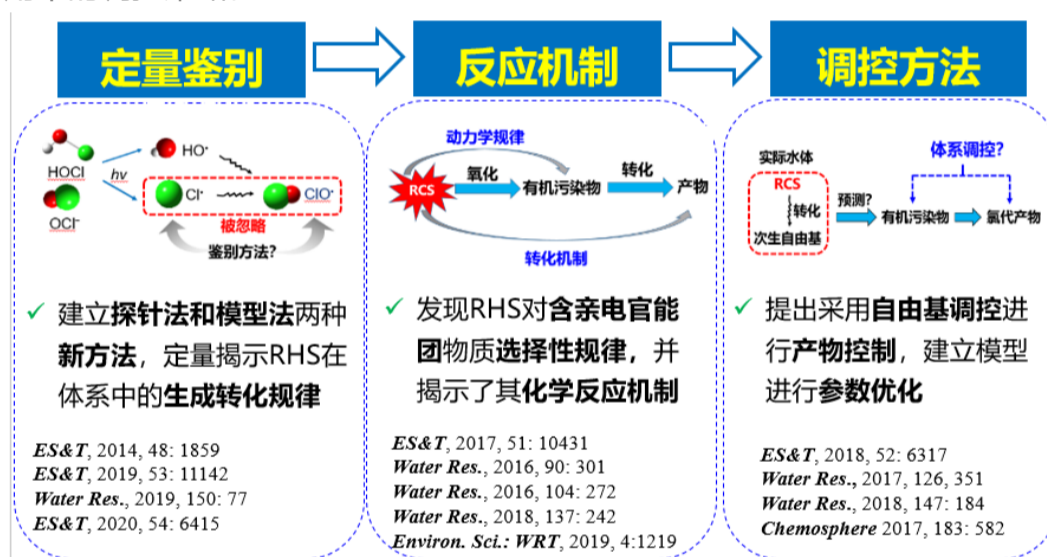 定量鉴别
反应机制
调控方法
HOCl
OCl⁻
hν
HO•
Cl•
ClO•
被忽略
鉴别方法?
动力学规律
RCS
氧化
有机污染物
转化
产物
转化机制
体系调控?
实际水体
RCS
转化
次生自由基
预测?
有机污染物
氯代产物
✓ 建立探针法和模型法两种
新方法，定量揭示RHS在
体系中的生成转化规律
ES&T, 2014, 48: 1859
ES&T, 2019, 53: 11142
Water Res., 2019, 150: 77
ES&T, 2020, 54: 6415
✓ 发现RHS对含亲电官能
团物质选择性规律，并
揭示了其化学反应机制
ES&T, 2017, 51: 10431
Water Res., 2016, 90: 301
Water Res., 2016, 104: 272
Water Res., 2018, 137: 242
Environ. Sci.: WRT, 2019, 4:1219
✓ 提出采用自由基调控进
行产物控制，建立模型
进行参数优化
ES&T, 2018, 52: 6317
Water Res., 2017, 126, 351
Water Res., 2018, 147: 184
Chemosphere 2017, 183: 582